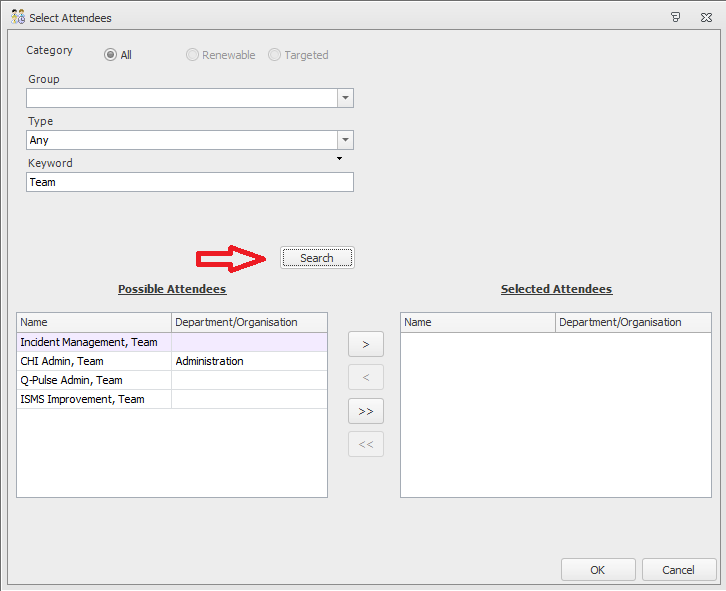 Select Attendees
Category All Renewable Targeted
Group
Type
Any
Keyword
Team
Search
Possible Attendees Selected Attendees
Name Department/Organisation Name Department/Organisation
Incident Management, Team
CHI Admin, Team Administration
Q-Pulse Admin, Team
ISMS Improvement, Team
>
<
>>
<<
OK Cancel